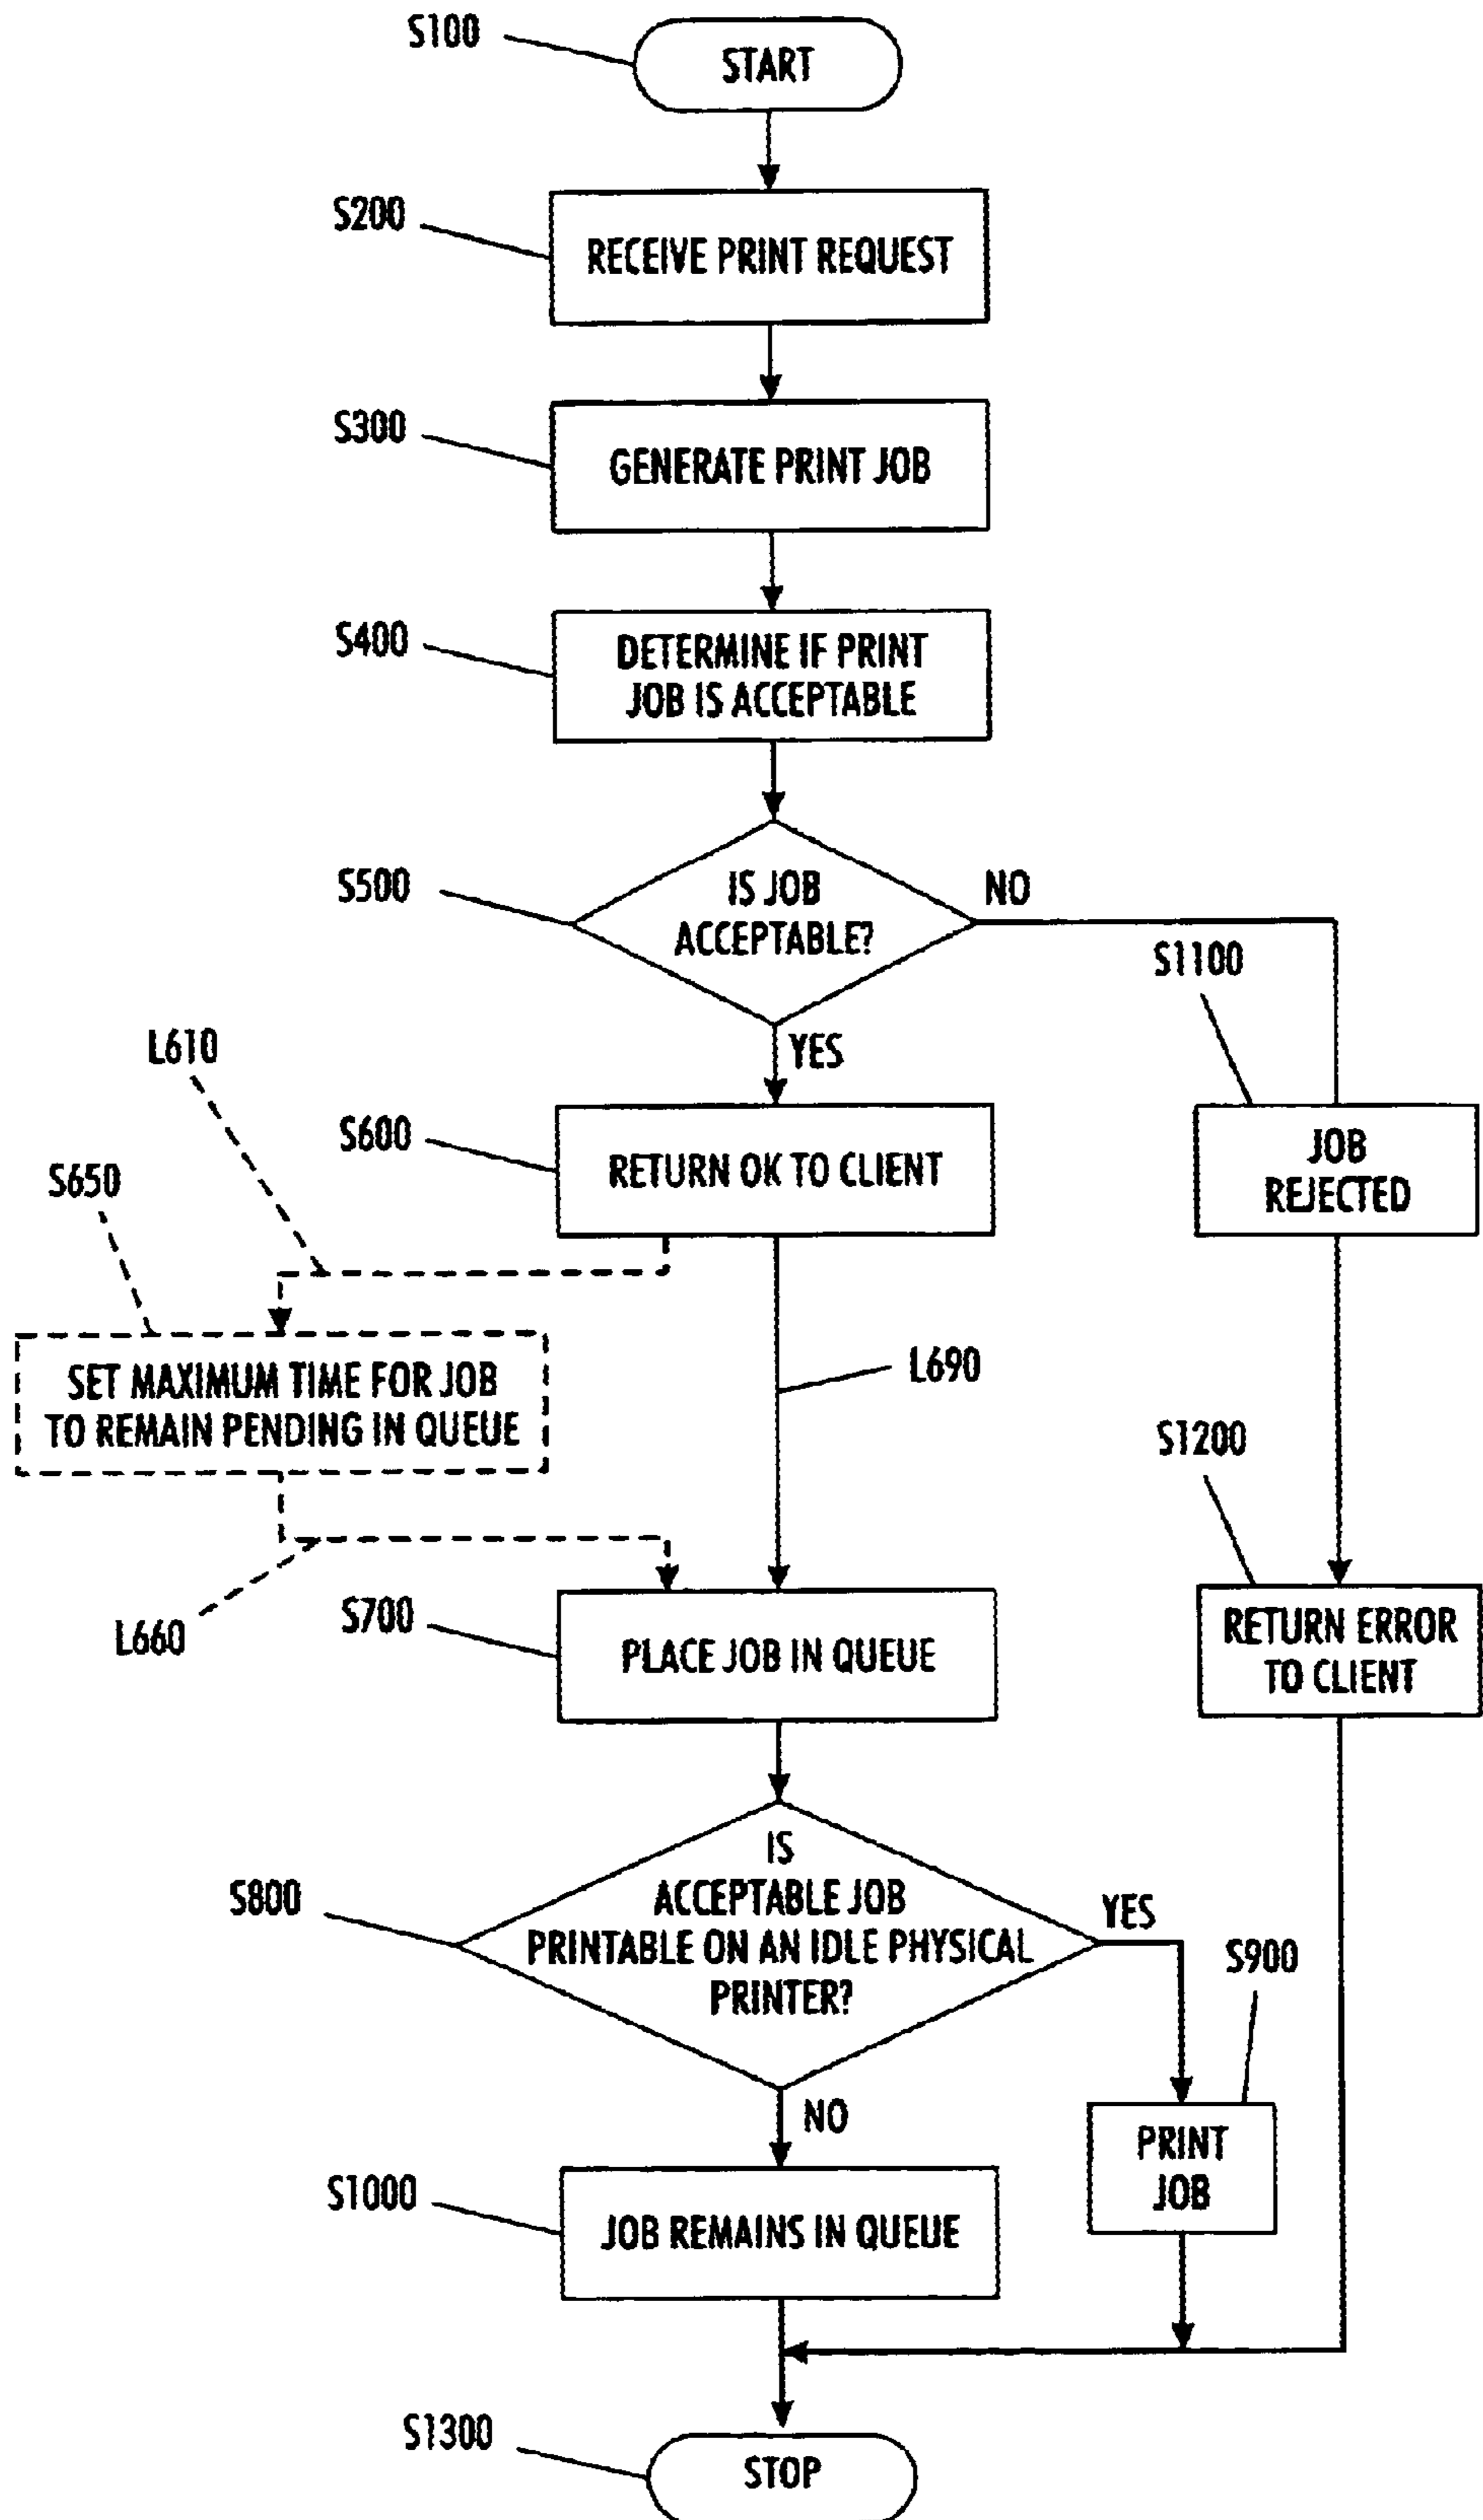 S100
START
S200
RECEIVE PRINT REQUEST
S300
GENERATE PRINT JOB
S400
DETERMINE IF PRINT
JOB IS ACCEPTABLE
S500
IS JOB
ACCEPTABLE?
NO
S1100
YES
L610
S600
RETURN OK TO CLIENT
JOB
REJECTED
S650
SET MAXIMUM TIME FOR JOB
TO REMAIN PENDING IN QUEUE
L690
S1200
L660
S700
PLACE JOB IN QUEUE
RETURN ERROR
TO CLIENT
S800
IS
ACCEPTABLE JOB
PRINTABLE ON AN IDLE PHYSICAL
PRINTER?
YES
S900
NO
PRINT
JOB
S1000
JOB REMAINS IN QUEUE
S1300
STOP